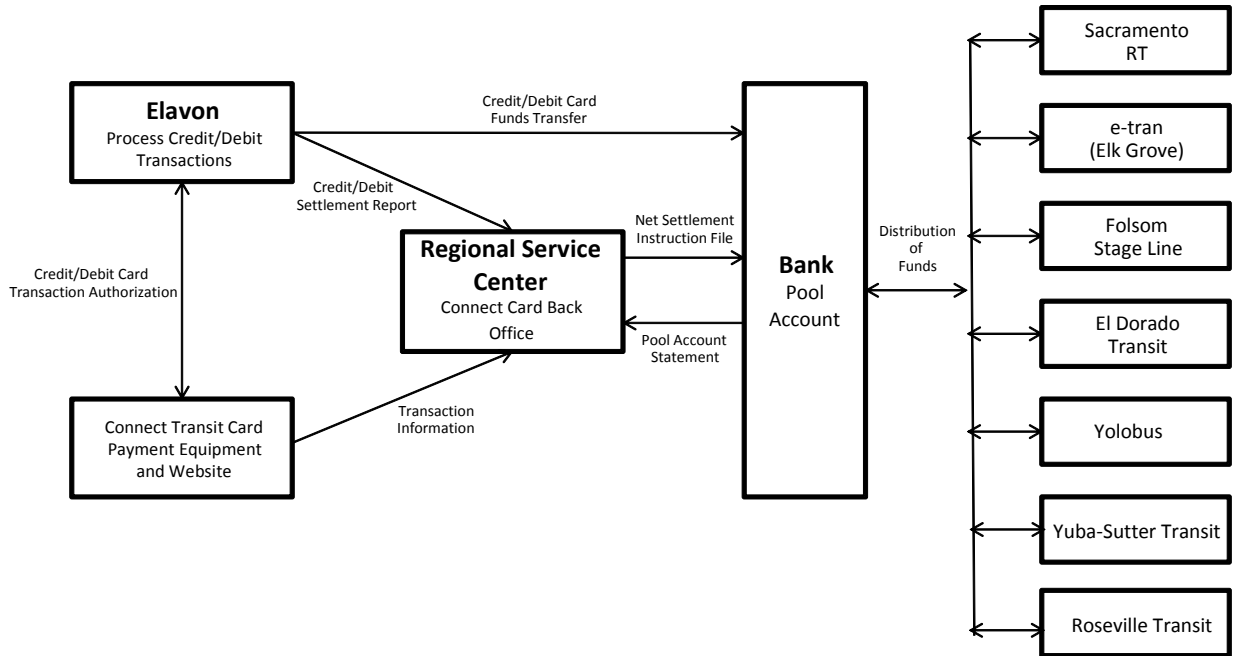 Elavon
Process Credit/Debit
Transactions
Credit/Debit Card
Funds Transfer
Credit/Debit
Settlement Report
Credit/Debit Card
Transaction Authorization
Regional Service
Center
Connect Card Back
Office
Net Settlement
Instruction File
Pool Account
Statement
Connect Transit Card
Payment Equipment
and Website
Transaction
Information
Bank
Pool
Account
Distribution
of
Funds
Sacramento
RT
e-tran
(Elk Grove)
Folsom
Stage Line
El Dorado
Transit
Yolobus
Yuba-Sutter Transit
Roseville Transit